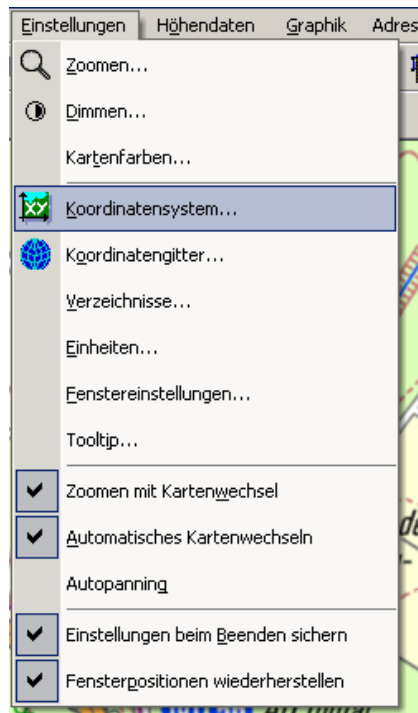 Einstellungen Höhendaten Graphik Adres
Zoomen...
Dimmen...
Kartenfarben...
Koordinatensystem...
Koordinatengitter...
Verzeichnisse...
Einheiten...
Fenstereinstellungen...
Tooltip...
Zoomen mit Kartenwechsel
Automatisches Kartenwechseln
Autopanning
Einstellungen beim Beenden sichern
Fensterpositionen wiederherstellen